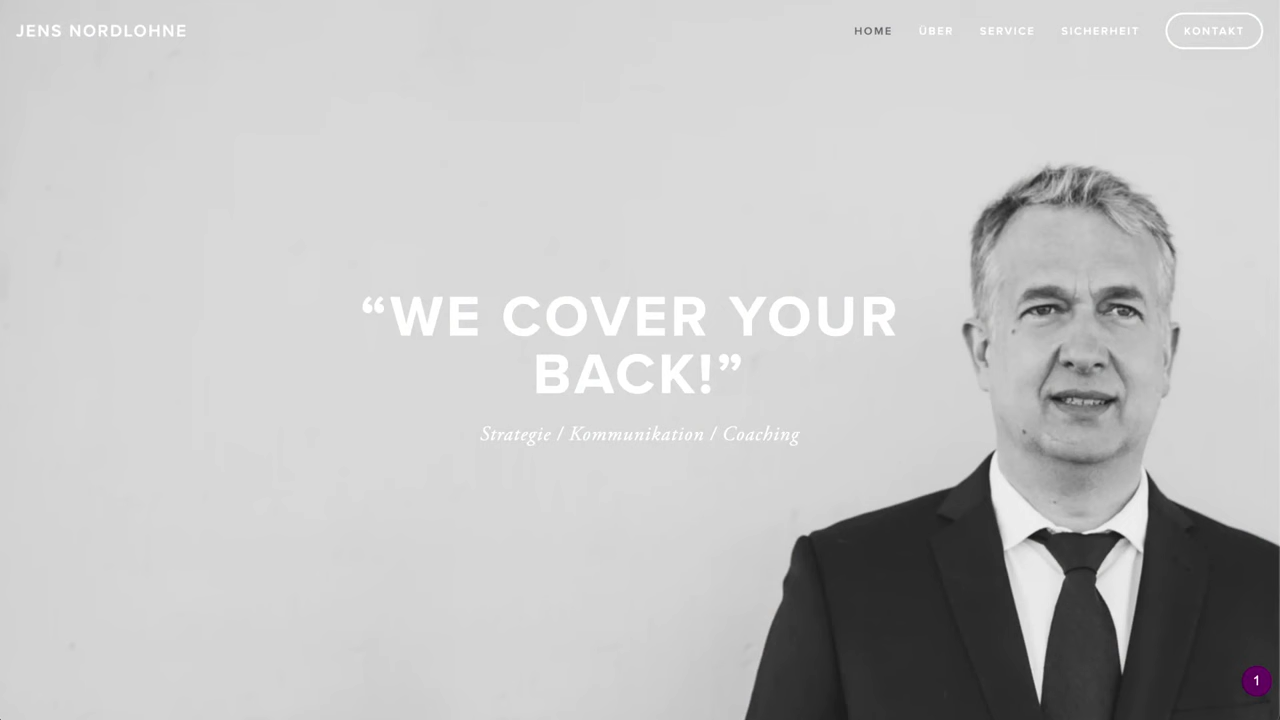 JENS NORDLOHNE
HOME ÜBER SERVICE SICHERHEIT KONTAKT
“WE COVER YOUR
BACK!”
Strategie / Kommunikation / Coaching
1